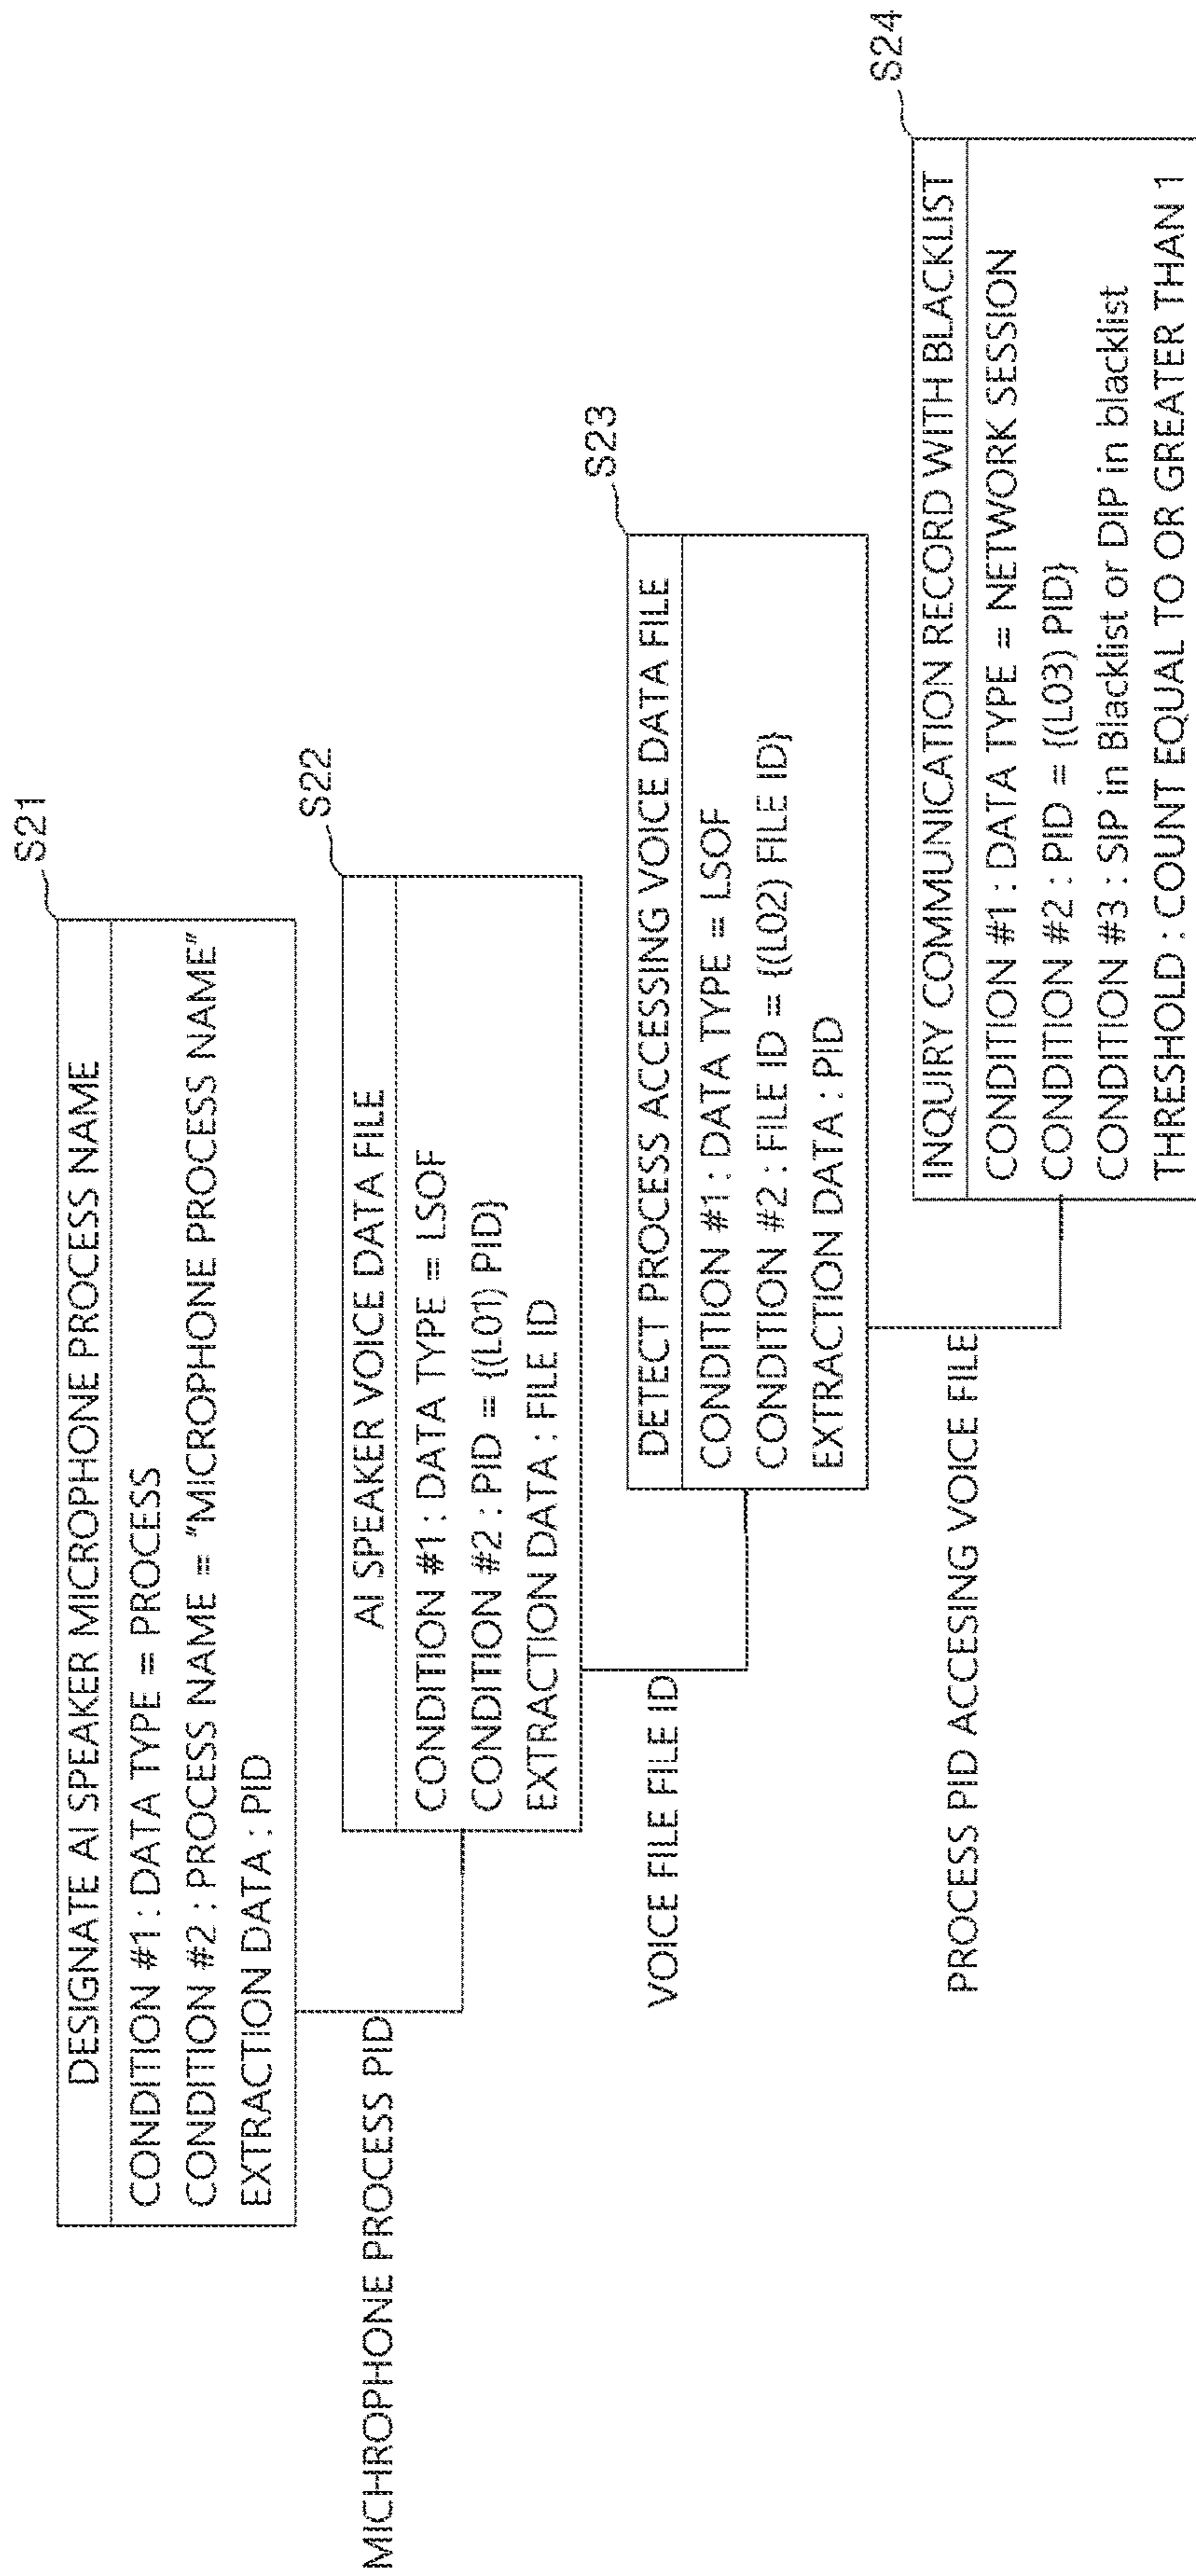 S21
DESIGNATE AI SPEAKER MICROPHONE PROCESS NAME
CONDITION #1 : DATA TYPE = PROCESS
CONDITION #2 : PROCESS NAME = "MICROPHONE PROCESS NAME"
EXTRACTION DATA : PID
MICHROPHONE PROCESS PID
S22
AI SPEAKER VOICE DATA FILE
CONDITION #1 : DATA TYPE = LSOF
CONDITION #2 : PID = {(L01) PID}
EXTRACTION DATA : FILE ID
VOICE FILE FILE ID
S23
DETECT PROCESS ACCESSING VOICE DATA FILE
CONDITION #1 : DATA TYPE = LSOF
CONDITION #2 : FILE ID = {(L02) FILE ID}
EXTRACTION DATA : PID
PROCESS PID ACCESING VOICE FILE
S24
INQUIRY COMMUNICATION RECORD WITH BLACKLIST
CONDITION #1 : DATA TYPE = NETWORK SESSION
CONDITION #2 : PID = {(L03) PID}
CONDITION #3 : SIP in Blacklist or DIP in blacklist
THRESHOLD : COUNT EQUAL TO OR GREATER THAN 1